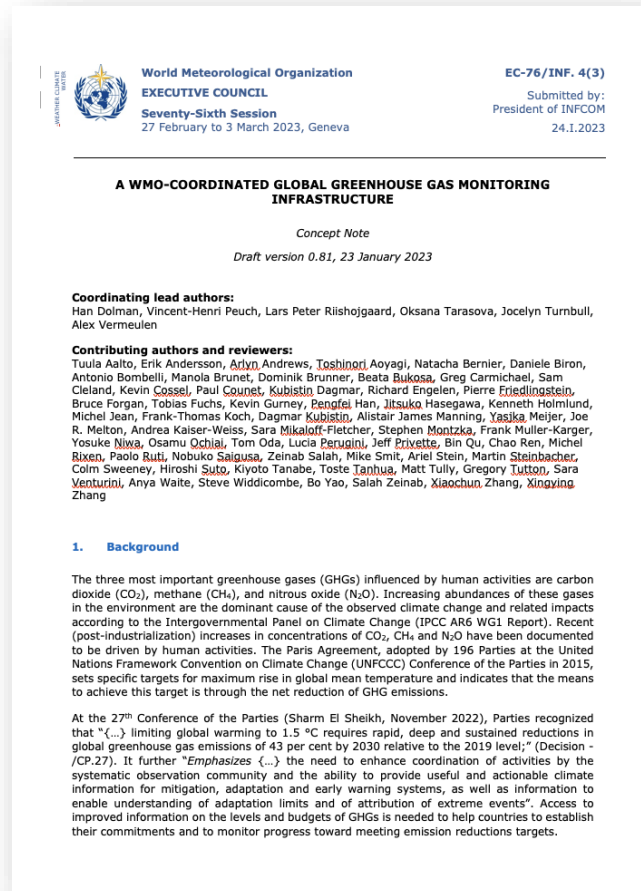 WEATHER CLIMATE WATER
World Meteorological Organization
EXECUTIVE COUNCIL
Seventy-Sixth Session
27 February to 3 March 2023, Geneva
EC-76/INF. 4(3)
Submitted by:
President of INFCOM
24.I.2023
A WMO-COORDINATED GLOBAL GREENHOUSE GAS MONITORING
INFRASTRUCTURE
Concept Note
Draft version 0.81, 23 January 2023
Coordinating lead authors:
Han Dolman, Vincent-Henri Peuch, Lars Peter Riishojgaard, Oksana Tarasova, Jocelyn Turnbull,
Alex Vermeulen
Contributing authors and reviewers:
Tuula Aalto, Erik Andersson, Arlyn Andrews, Toshinori Aoyagi, Natacha Bernier, Daniele Biron,
Antonio Bombelli, Manola Brunet, Dominik Brunner, Beata Bukosa, Greg Carmichael, Sam
Cleland, Kevin Cossel, Paul Counet, Kubistin Dagmar, Richard Engelen, Pierre Friedlingstein,
Bruce Forgan, Tobias Fuchs, Kevin Gurney, Pengfei Han, Jitsuko Hasegawa, Kenneth Holmlund,
Michel Jean, Frank-Thomas Koch, Dagmar Kubistin, Alistair James Manning, Yasjka Meijer, Joe
R. Melton, Andrea Kaiser-Weiss, Sara Mikaloff-Fletcher, Stephen Montzka, Frank Muller-Karger,
Yosuke Niwa, Osamu Ochiai, Tom Oda, Lucia Perugini, Jeff Privette, Bin Qu, Chao Ren, Michel
Rixen, Paolo Ruti, Nobuko Saigusa, Zeinab Salah, Mike Smit, Ariel Stein, Martin Steinbacher,
Colm Sweeney, Hiroshi Suto, Kiyoto Tanabe, Toste Tanhua, Matt Tully, Gregory Tutton, Sara
Venturini, Anya Waite, Steve Widdicombe, Bo Yao, Salah Zeinab, Xiaochun Zhang, Xingying
Zhang
1. Background
The three most important greenhouse gases (GHGs) influenced by human activities are carbon
dioxide (CO₂), methane (CH₄), and nitrous oxide (N₂O). Increasing abundances of these gases
in the environment are the dominant cause of the observed climate change and related impacts
according to the Intergovernmental Panel on Climate Change (IPCC AR6 WG1 Report). Recent
(post-industrialization) increases in concentrations of CO₂, CH₄ and N₂O have been documented
to be driven by human activities. The Paris Agreement, adopted by 196 Parties at the United
Nations Framework Convention on Climate Change (UNFCCC) Conference of the Parties in 2015,
sets specific targets for maximum rise in global mean temperature and indicates that the means
to achieve this target is through the net reduction of GHG emissions.
At the 27th Conference of the Parties (Sharm El Sheikh, November 2022), Parties recognized
that "{…} limiting global warming to 1.5 °C requires rapid, deep and sustained reductions in
global greenhouse gas emissions of 43 per cent by 2030 relative to the 2019 level;" (Decision -
/CP.27). It further "Emphasizes {…} the need to enhance coordination of activities by the
systematic observation community and the ability to provide useful and actionable climate
information for mitigation, adaptation and early warning systems, as well as information to
enable understanding of adaptation limits and of attribution of extreme events". Access to
improved information on the levels and budgets of GHGs is needed to help countries to establish
their commitments and to monitor progress toward meeting emission reductions targets.